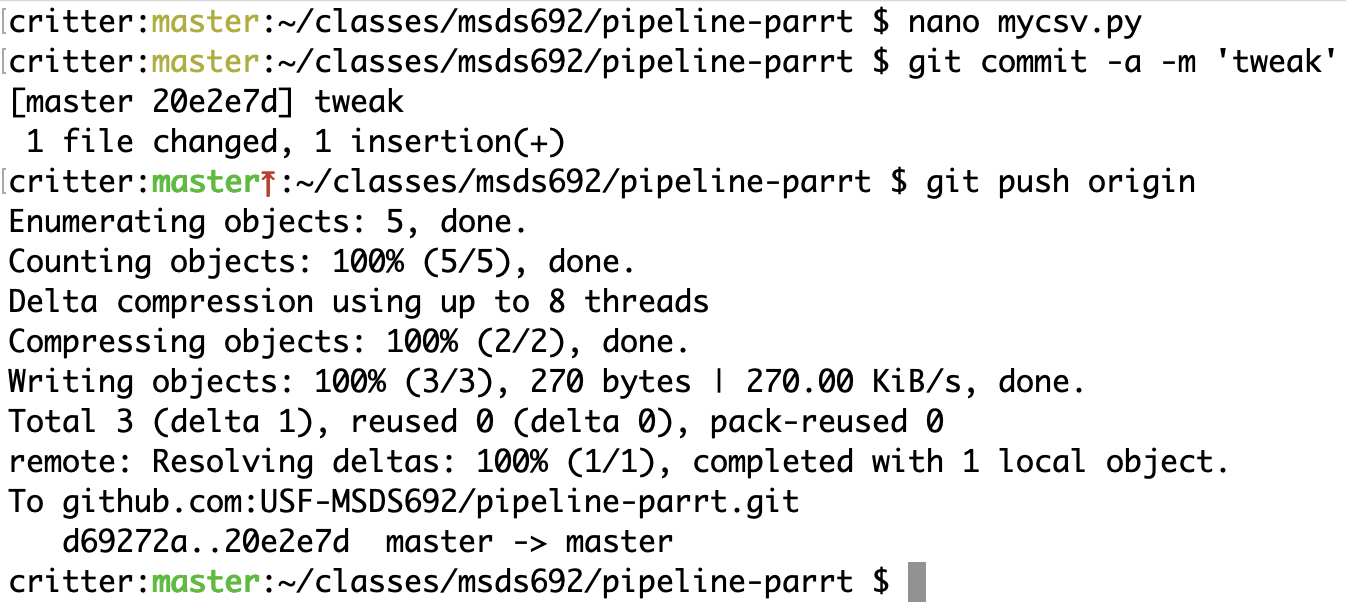 critter:master:~/classes/msds692/pipeline-parrt $ nano mycsv.py
critter:master:~/classes/msds692/pipeline-parrt $ git commit -a -m 'tweak'
[master 20e2e7d] tweak
 1 file changed, 1 insertion(+)
critter:master↑:~/classes/msds692/pipeline-parrt $ git push origin
Enumerating objects: 5, done.
Counting objects: 100% (5/5), done.
Delta compression using up to 8 threads
Compressing objects: 100% (2/2), done.
Writing objects: 100% (3/3), 270 bytes | 270.00 KiB/s, done.
Total 3 (delta 1), reused 0 (delta 0), pack-reused 0
remote: Resolving deltas: 100% (1/1), completed with 1 local object.
To github.com:USF-MSDS692/pipeline-parrt.git
   d69272a..20e2e7d  master -> master
critter:master:~/classes/msds692/pipeline-parrt $